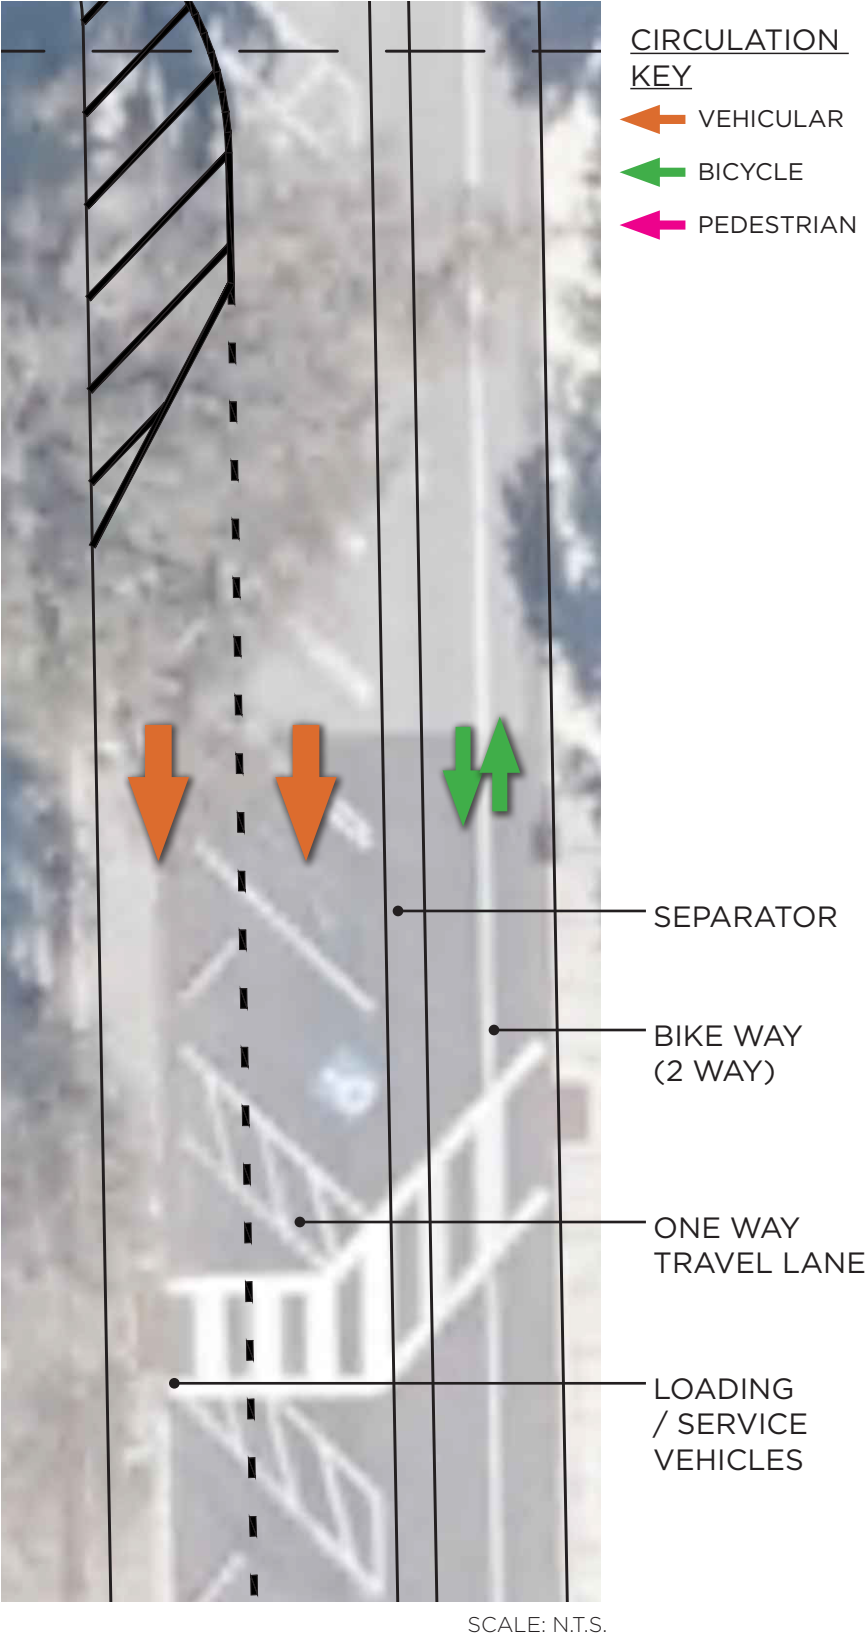 CIRCULATION
KEY
VEHICULAR
BICYCLE
PEDESTRIAN
SEPARATOR
BIKE WAY
(2 WAY)
ONE WAY
TRAVEL LANE
LOADING
/ SERVICE
VEHICLES
SCALE: N.T.S.